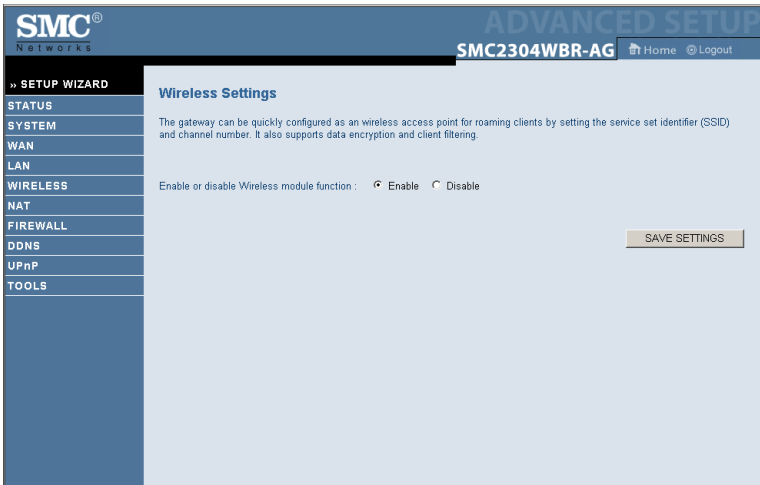 ADVANCED SETUP
SMC®
Networks
SMC2304WBR-AG Home Logout
» SETUP WIZARD
STATUS
SYSTEM
WAN
LAN
WIRELESS
NAT
FIREWALL
DDNS
UPnP
TOOLS
Wireless Settings
The gateway can be quickly configured as an wireless access point for roaming clients by setting the service set identifier (SSID)
and channel number. It also supports data encryption and client filtering.
Enable or disable Wireless module function : Enable Disable
SAVE SETTINGS